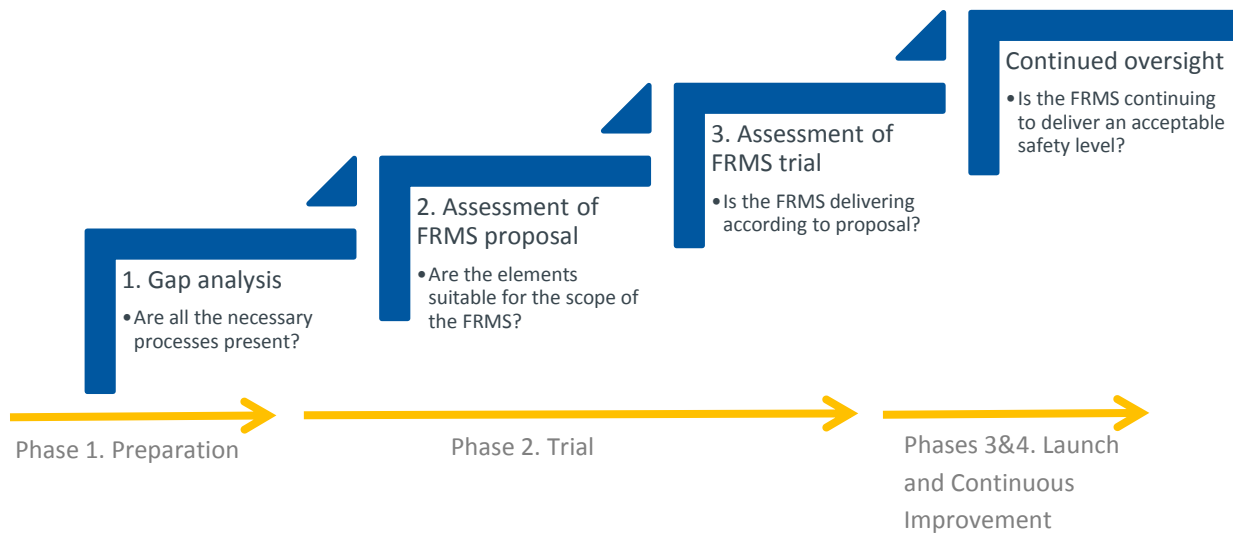 1. Gap analysis
•Are all the necessary
processes present?
2. Assessment of
FRMS proposal
•Are the elements
suitable for the scope of
the FRMS?
3. Assessment of
FRMS trial
•Is the FRMS delivering
according to proposal?
Continued oversight
•Is the FRMS continuing
to deliver an acceptable
safety level?
Phase 1. Preparation
Phase 2. Trial
Phases 3&4. Launch
and Continuous
Improvement